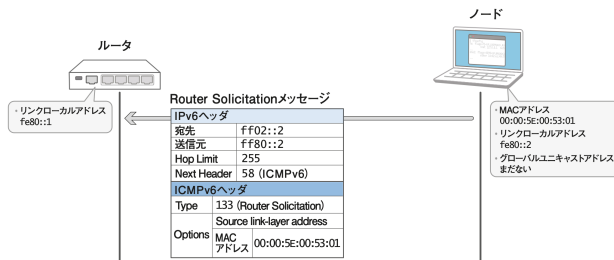 ノード
ルータ
・リンクローカルアドレス
fe80::1
Router Solicitationメッセージ
IPv6ヘッダ
宛先 ff02::2
送信元 ff80::2
Hop Limit 255
Next Header 58 (ICMPv6)
ICMPv6ヘッダ
Type 133 (Router Solicitation)
Options Source link-layer address
MAC
アドレス 00:00:5E:00:53:01
・MACアドレス
00:00:5E:00:53:01
・リンクローカルアドレス
fe80::2
・グローバルユニキャストアドレス
まだない